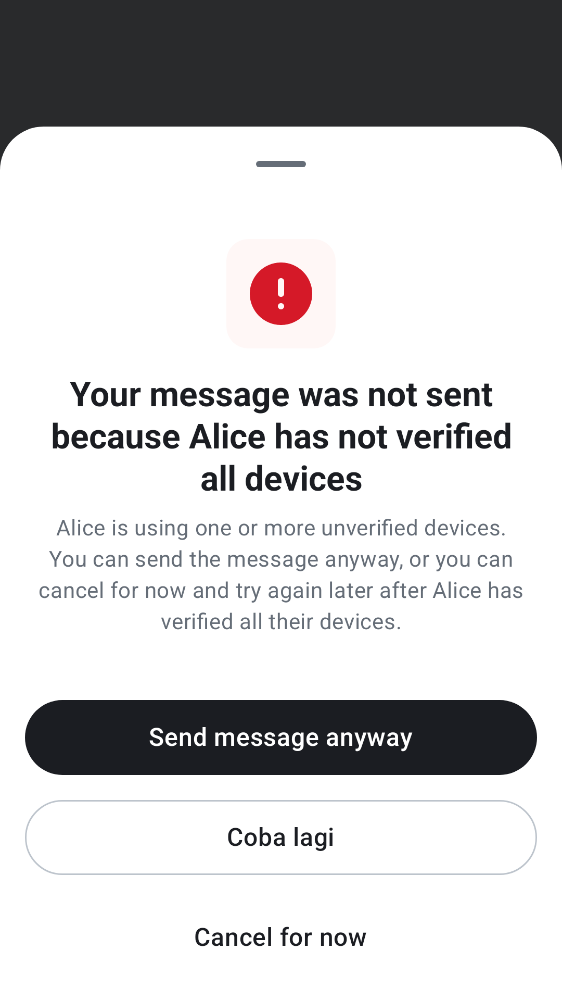 Your message was not sent
because Alice has not verified
all devices
Alice is using one or more unverified devices.
You can send the message anyway, or you can
cancel for now and try again later after Alice has
verified all their devices.
Send message anyway
Coba lagi
Cancel for now